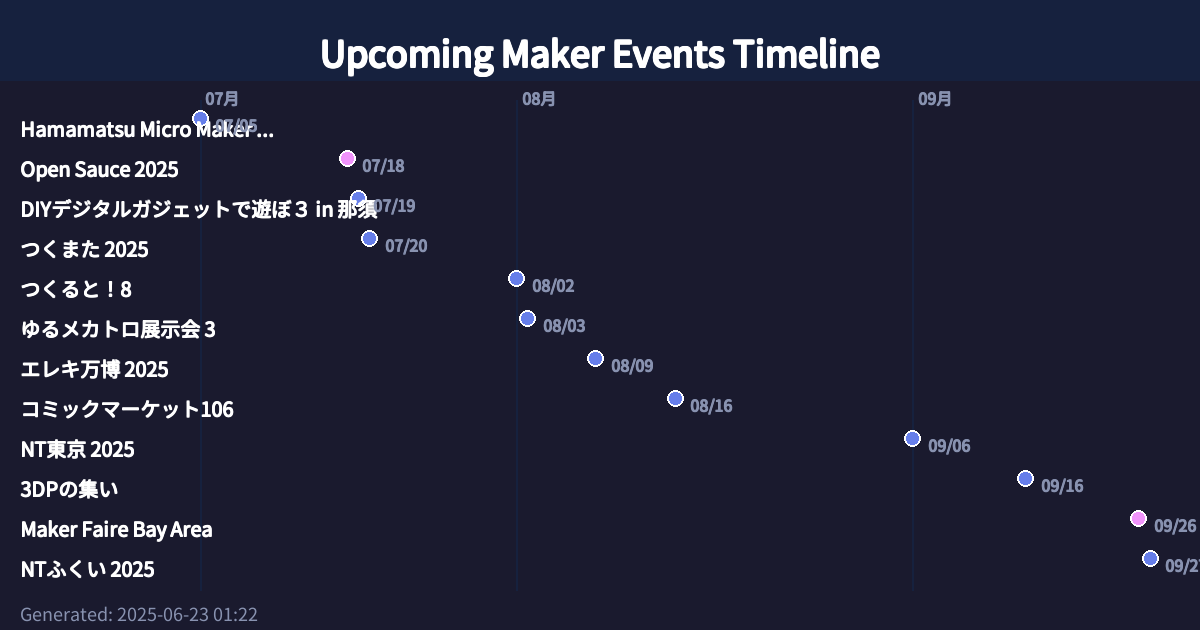 Upcoming Maker Events Timeline
07月 08月 09月
Hamamatsu Micro Maker... 07/05
Open Sauce 2025 07/18
DIYデジタルガジェットで遊ぼ３ in 那須 07/19
つくまた 2025 07/20
つくると！8 08/02
ゆるメカトロ展示会 3 08/03
エレキ万博 2025 08/09
コミックマーケット106 08/16
NT東京 2025 09/06
3DPの集い 09/16
Maker Faire Bay Area 09/26
NTふくい 2025 09/2
Generated: 2025-06-23 01:22